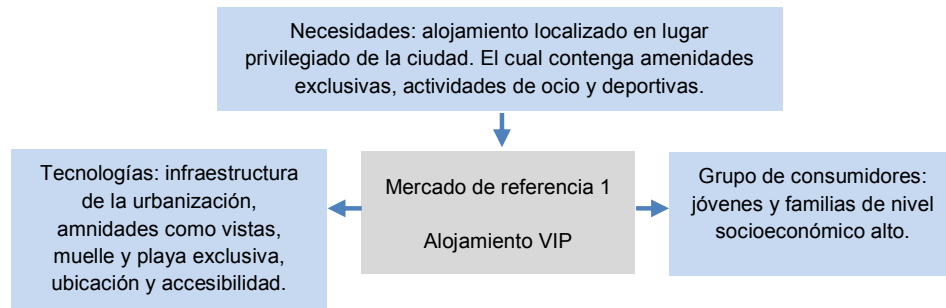 Necesidades: alojamiento localizado en lugar
privilegiado de la ciudad. El cual contenga amenidades
exclusivas, actividades de ocio y deportivas.
Tecnologías: infraestructura
de la urbanización,
amnidades como vistas,
muelle y playa exclusiva,
ubicación y accesibilidad.
Mercado de referencia 1
Alojamiento VIP
Grupo de consumidores:
jóvenes y familias de nivel
socioeconómico alto.